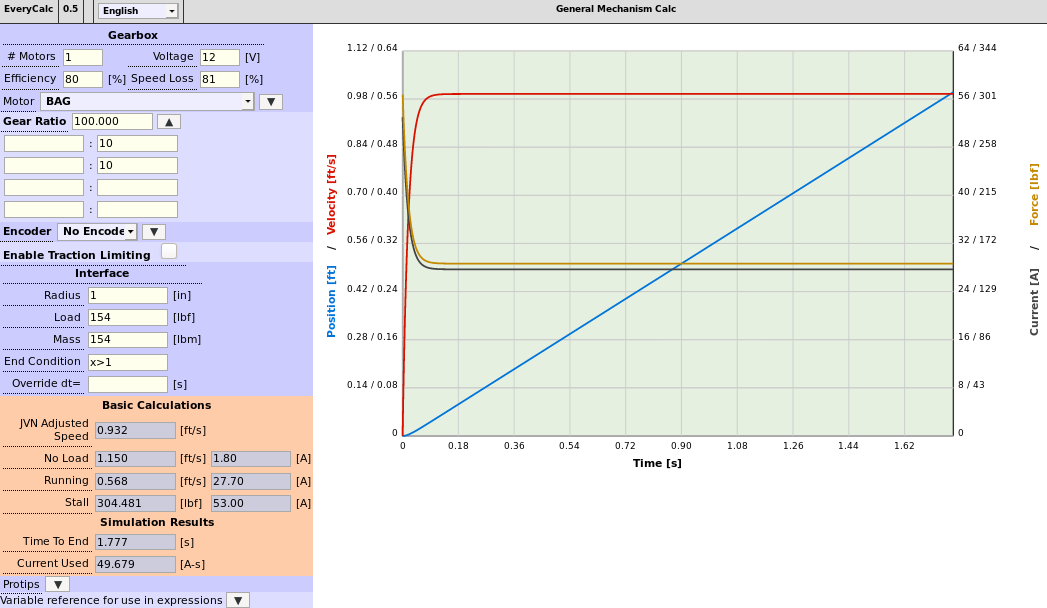 EveryCalc 0.5 English General Mechanism Calc
Gearbox
# Motors 1 Voltage 12 [V]
Efficiency 80 [%] Speed Loss 81 [%]
Motor BAG ▼
Gear Ratio 100.000 ▲
: 10
: 10
:
:
Encoder No Encode ▼
Enable Traction Limiting
Interface
Radius 1 [in]
Load 154 [lbf]
Mass 154 [lbm]
End Condition x>1
Override dt= [s]
Basic Calculations
JVN Adjusted
Speed 0.932 [ft/s]
No Load 1.150 [ft/s] 1.80 [A]
Running 0.568 [ft/s] 27.70 [A]
Stall 304.481 [lbf] 53.00 [A]
Simulation Results
Time To End 1.777 [s]
Current Used 49.679 [A-s]
Protips ▼
Variable reference for use in expressions ▼
Position [ft] / Velocity [ft/s]
1.12 / 0.64
0.98 / 0.56
0.84 / 0.48
0.70 / 0.40
0.56 / 0.32
0.42 / 0.24
0.28 / 0.16
0.14 / 0.08
0
0 0.18 0.36 0.54 0.72 0.90 1.08 1.26 1.44 1.62
Time [s]
64 / 344
56 / 301
48 / 258
40 / 215
32 / 172
24 / 129
16 / 86
8 / 43
0
Current [A] / Force [lbf]